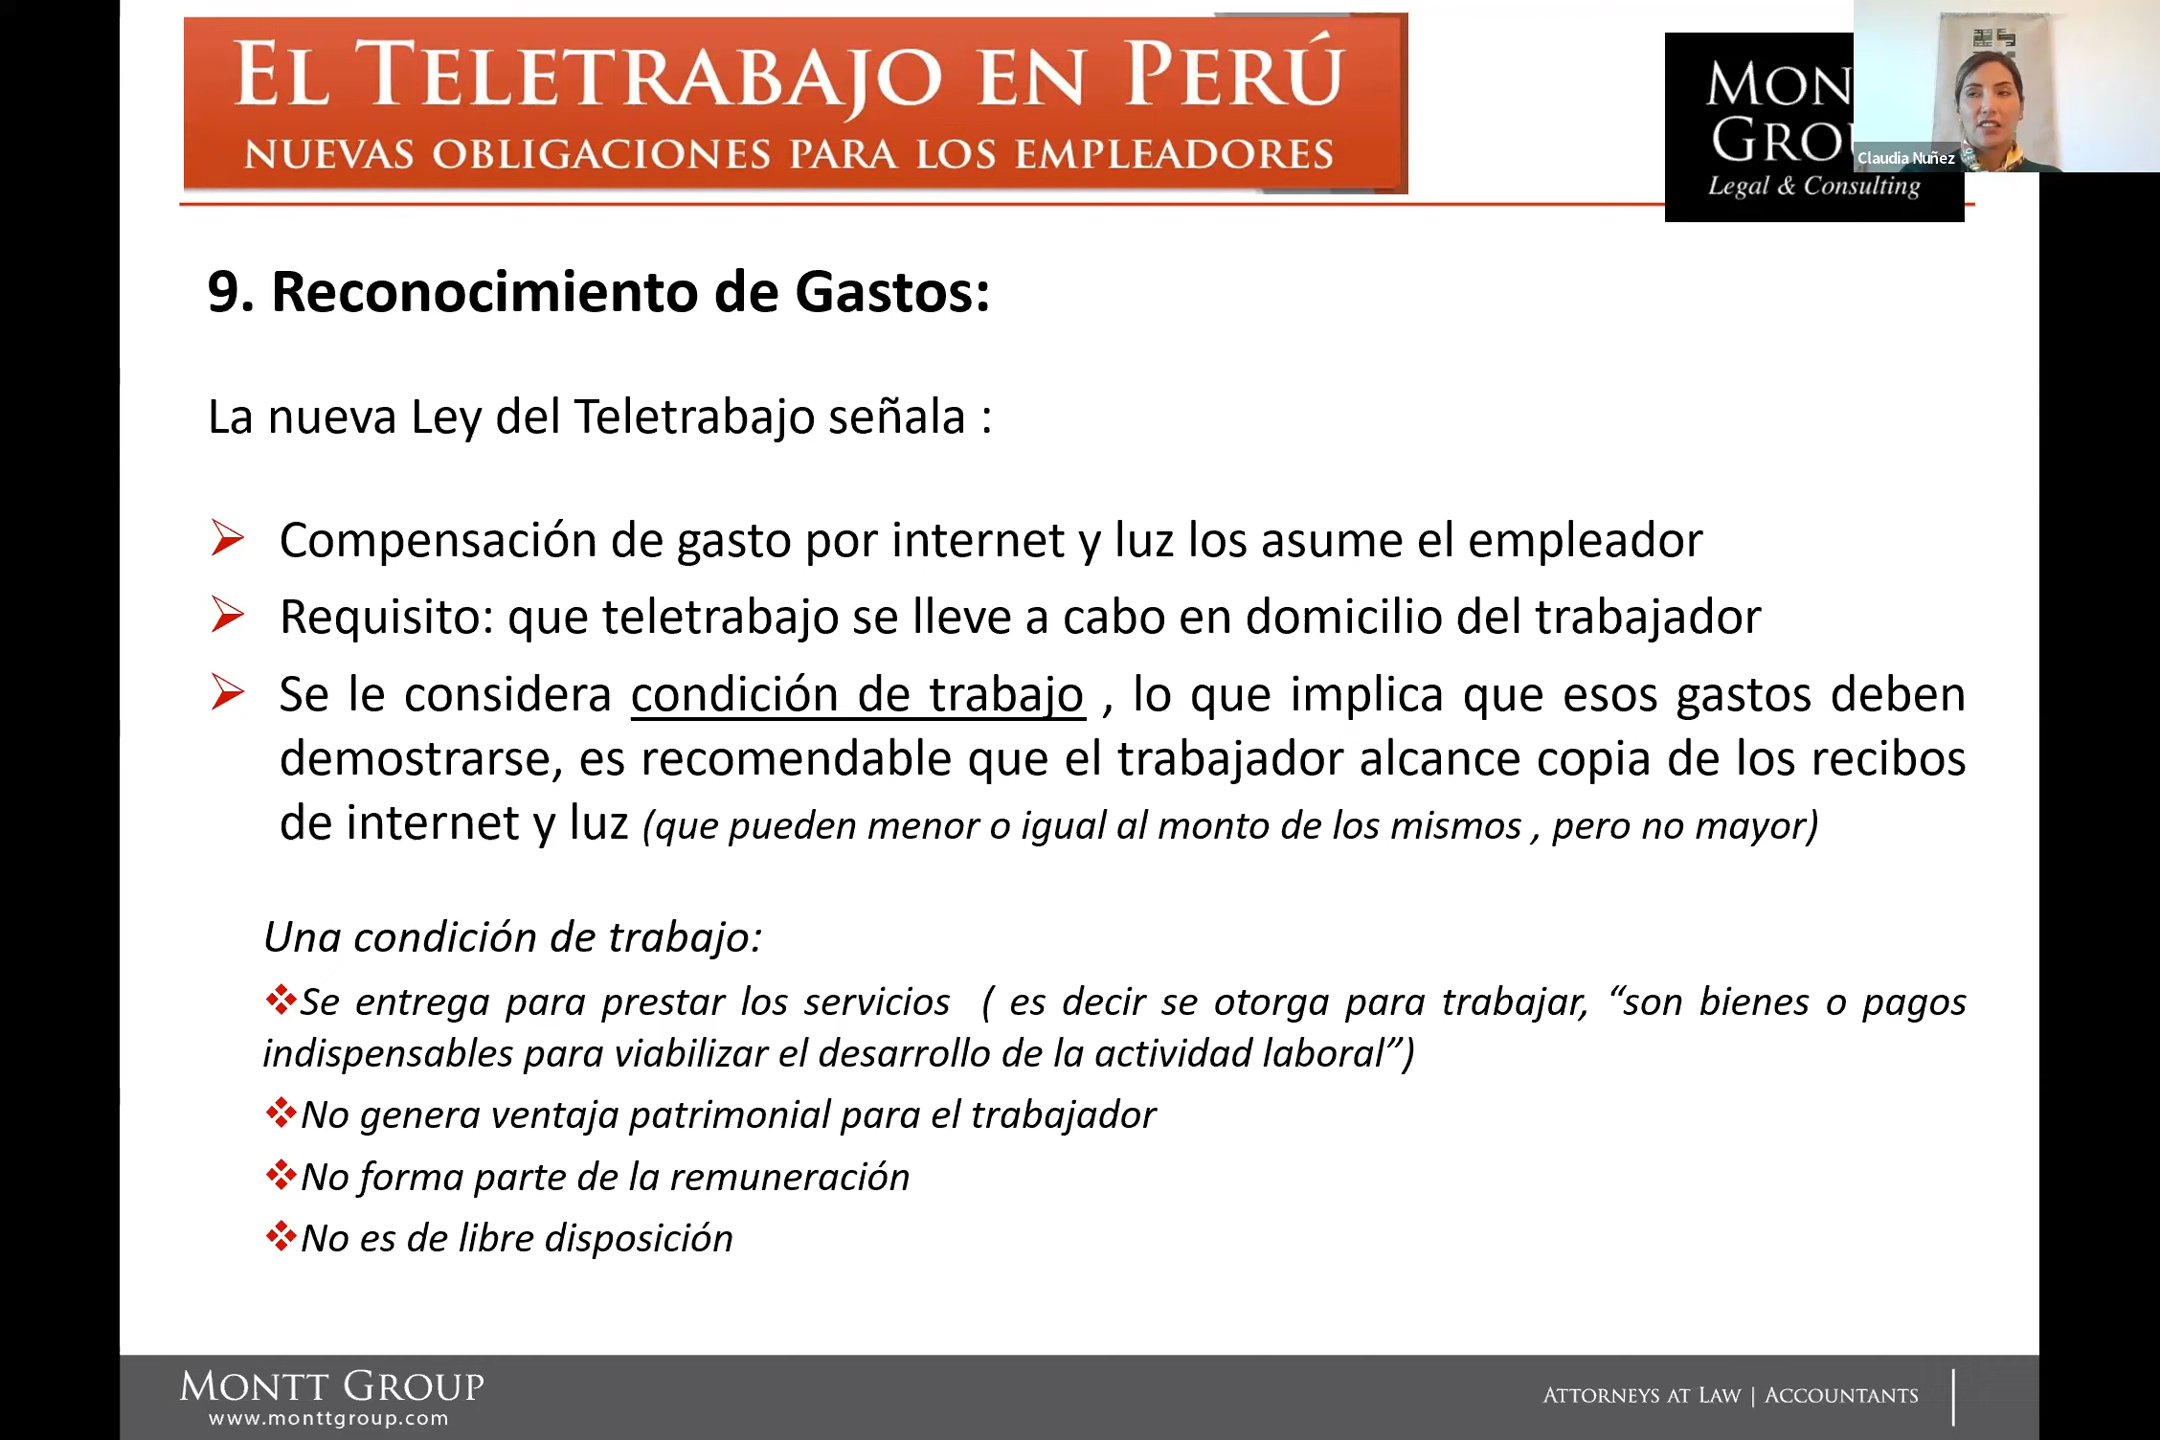 El Teletrabajo en Perú
nuevas obligaciones para los empleadores
Claudia Nuñez
Legal & Consulting
9. Reconocimiento de Gastos:
La nueva Ley del Teletrabajo señala :
Compensación de gasto por internet y luz los asume el empleador
Requisito: que teletrabajo se lleve a cabo en domicilio del trabajador
Se le considera condición de trabajo , lo que implica que esos gastos deben
demostrarse, es recomendable que el trabajador alcance copia de los recibos
de internet y luz (que pueden menor o igual al monto de los mismos , pero no mayor)
Una condición de trabajo:
Se entrega para prestar los servicios ( es decir se otorga para trabajar, “son bienes o pagos
indispensables para viabilizar el desarrollo de la actividad laboral”)
No genera ventaja patrimonial para el trabajador
No forma parte de la remuneración
No es de libre disposición
Montt Group
www.monttgroup.com
Attorneys at Law | Accountants